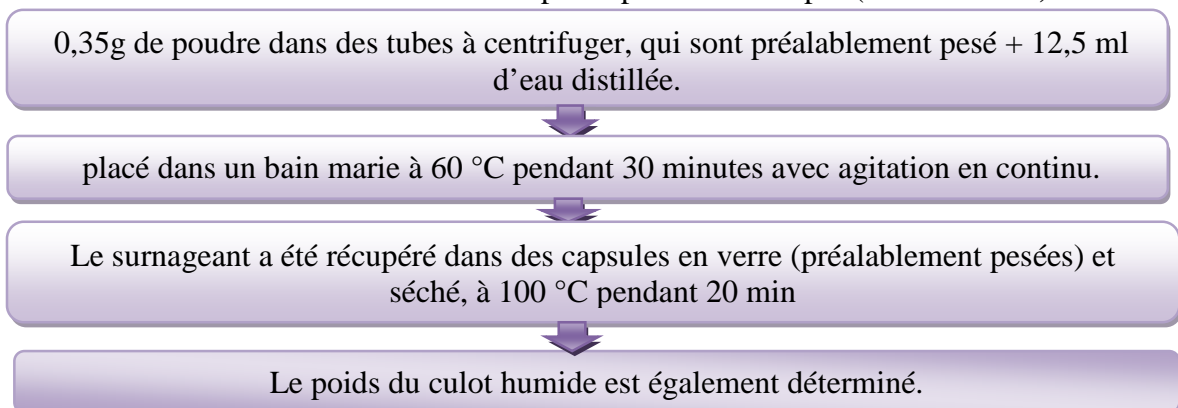 0,35g de poudre dans des tubes à centrifuger, qui sont préalablement pesé + 12,5 ml
d’eau distillée.
placé dans un bain marie à 60 °C pendant 30 minutes avec agitation en continu.
Le surnageant a été récupéré dans des capsules en verre (préalablement pesées) et
séché, à 100 °C pendant 20 min
Le poids du culot humide est également déterminé.